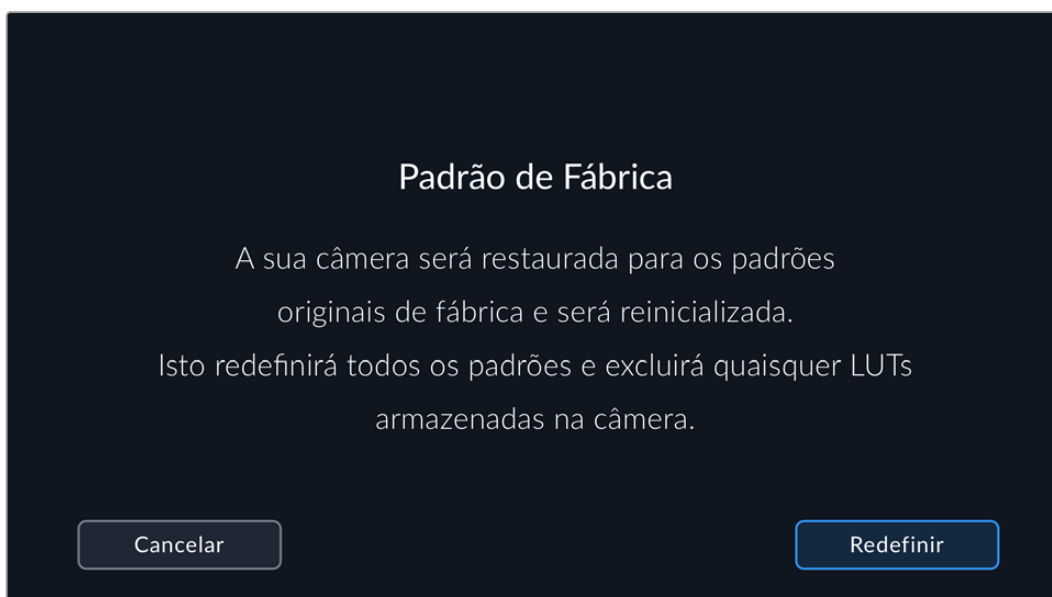 Padrão de Fábrica
A sua câmera será restaurada para os padrões
originais de fábrica e será reinicializada.
Isto redefinirá todos os padrões e excluirá quaisquer LUTs
armazenadas na câmera.
Cancelar
Redefinir